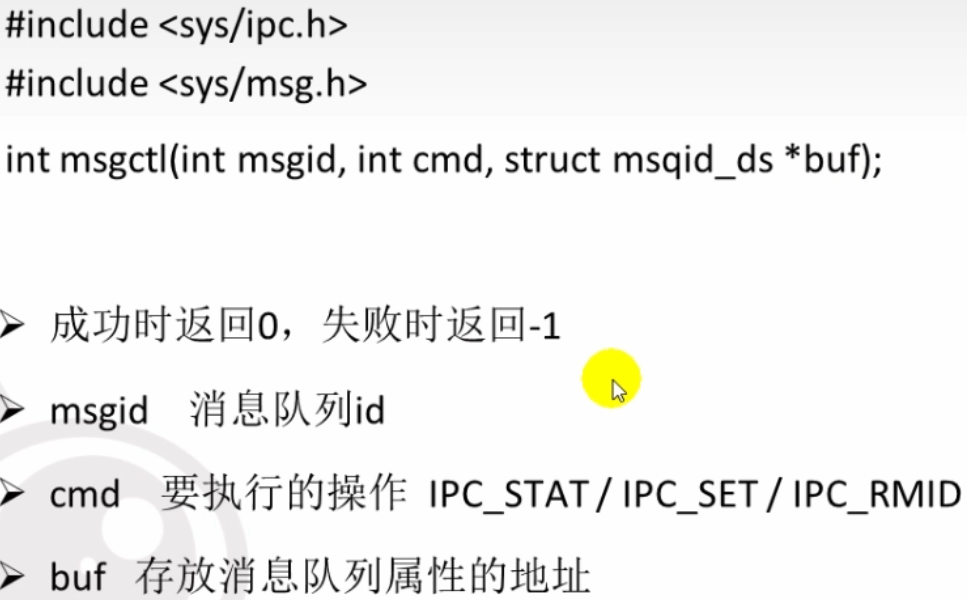 #include <sys/ipc.h>
#include <sys/msg.h>
int msgctl(int msgid, int cmd, struct msqid_ds *buf);
➢ 成功时返回0，失败时返回-1
➢ msgid 消息队列id
➢ cmd 要执行的操作 IPC_STAT / IPC_SET / IPC_RMID
➢ buf 存放消息队列属性的地址